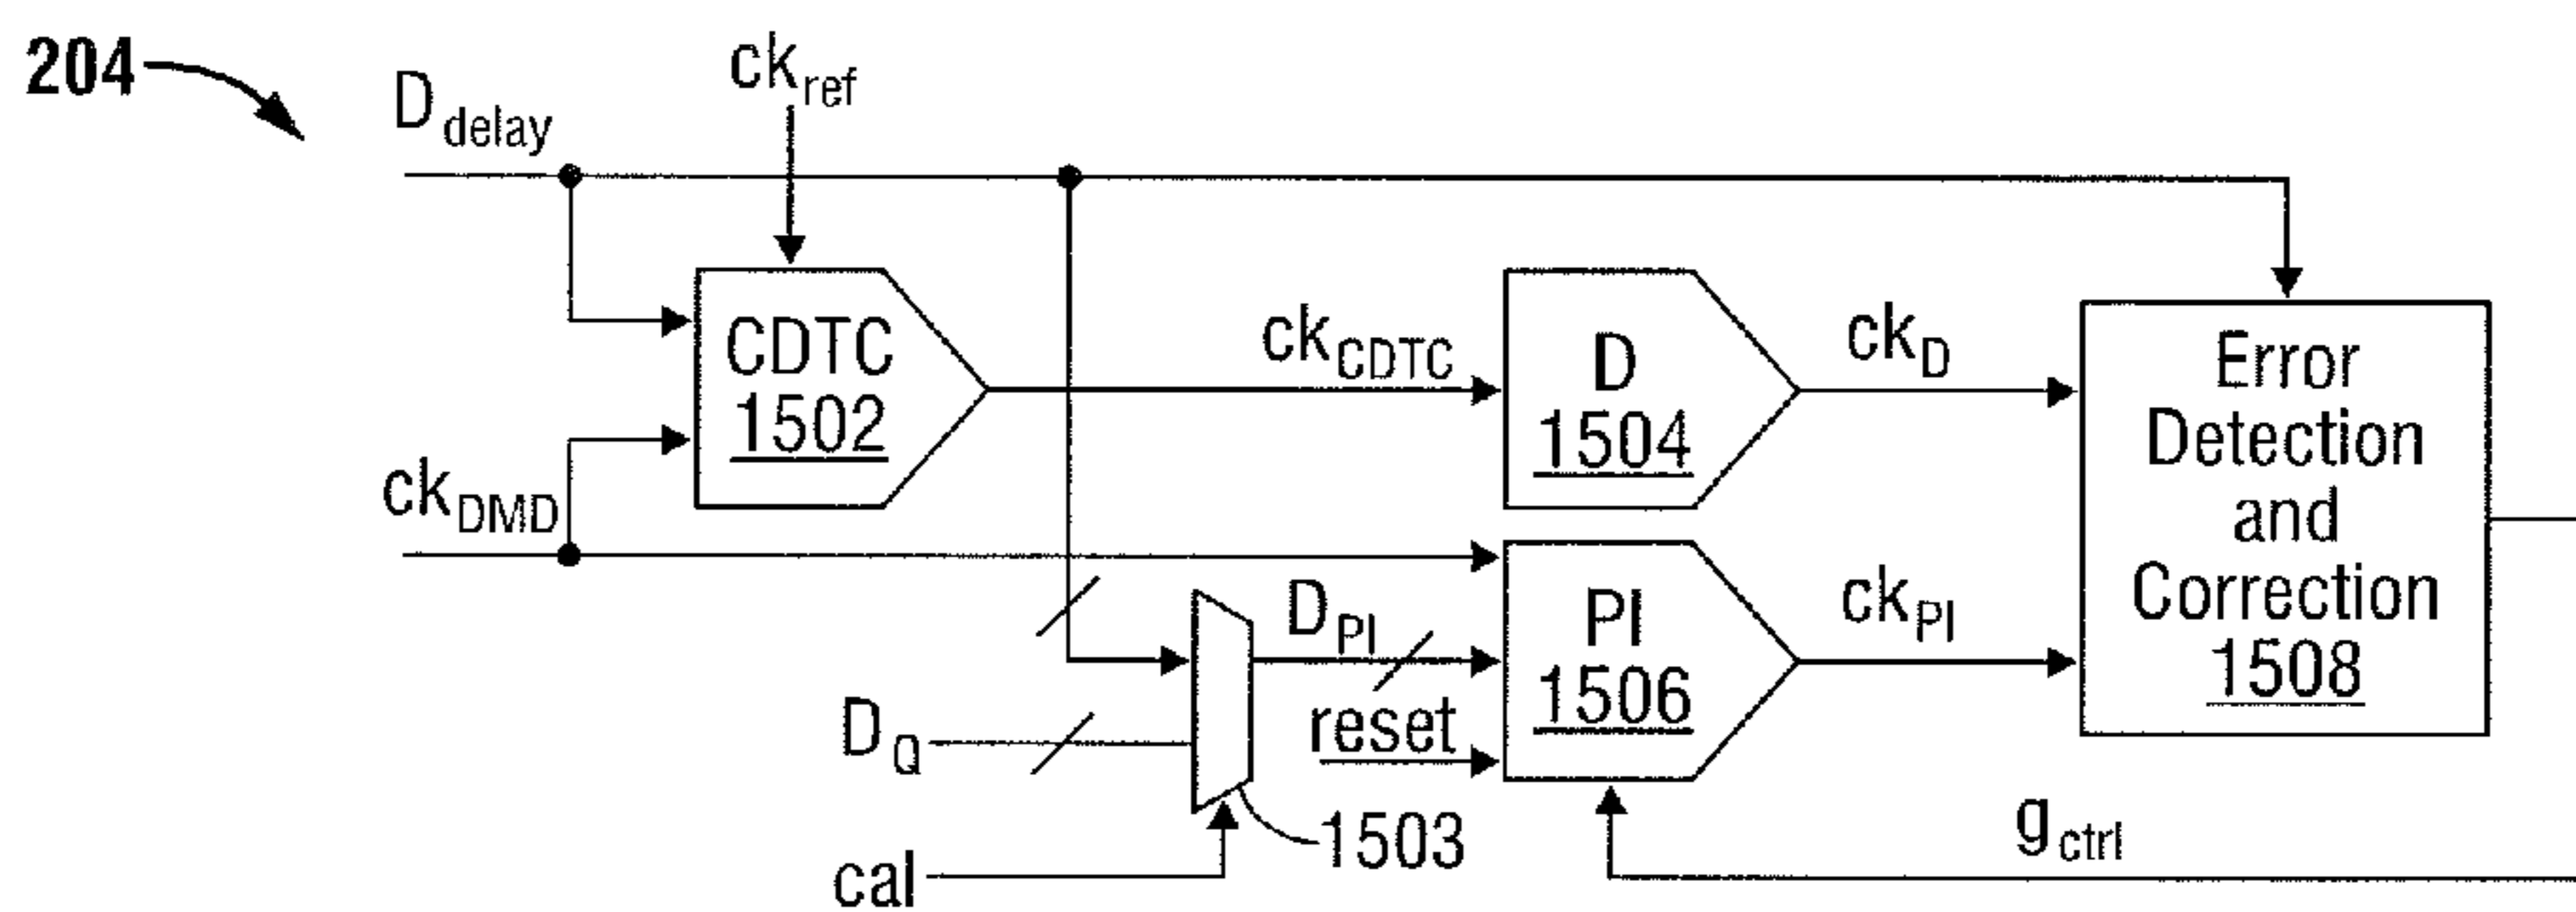 204
D delay
ck ref
CDTC
1502
ck CDTC
D
1504
ck D
Error
Detection
and
Correction
1508
ck DMD
D PI
PI
1506
ck PI
D Q
reset
1503
cal
g ctrl